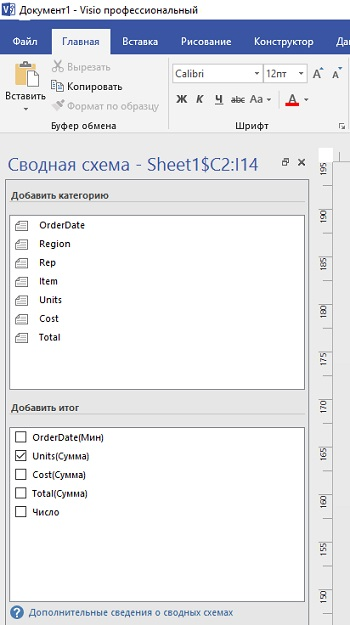 Документ1 - Visio профессиональный
Файл Главная Вставка Рисование Конструктор
Вставить
Вырезать
Копировать
Формат по образцу
Calibri 12пт A A
Ж К Ч abc Aa A
Буфер обмена Шрифт
Сводная схема - Sheet1$C2:I14
Добавить категорию
OrderDate
Region
Rep
Item
Units
Cost
Total
Добавить итог
OrderDate(Мин)
Units(Сумма)
Cost(Сумма)
Total(Сумма)
Число
Дополнительные сведения о сводных схемах
195
190
185
180
175
170
165
160
155
150